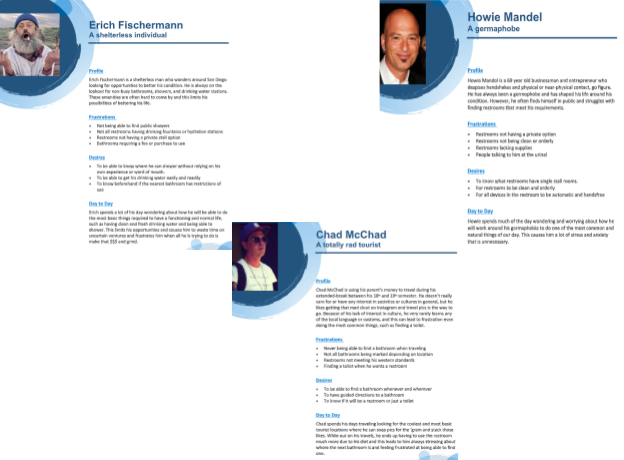 Erich Fischermann
A shelterless individual
Profile
Erich Fischermann is a shelterless man who wanders around San Diego
looking for opportunities to better his condition. He is always on the
lookout for non busy bathrooms, showers, and drinking water stations.
These amenities are often hard to come by and this limits his
possibilities of bettering his life.
Frustrations
Not being able to find public showers
Not all restrooms having drinking fountains or hydration stations
Restrooms not having a private stall option
Bathrooms requiring a fee or purchase to use
Desires
To be able to know where he can shower without relying on his
own experience or word of mouth.
To be able to get his drinking water easily and readily
To know beforehand if the nearest bathroom has restrictions of
use
Day to Day
Erich spends a lot of his day wondering about how he will be able to do
the most basic things required to have a functioning and normal life,
such as having clean and fresh drinking water and being able to
shower. This limits his opportunities and causes him to waste time on
uncertain ventures and frustrates him when all he is trying to do is
make that $$$ and grind.
Howie Mandel
A germaphobe
Profile
Howie Mandel is a 63 year old businessman and entrepreneur who
despises handshakes and physical or near-physical contact, go figure.
He has always been a germophobe and has shaped his life around his
condition. However, he often finds himself in public and struggles with
finding restrooms that meet his requirements.
Frustrations
Restrooms not having a private option
Restrooms not being clean or orderly
Restrooms lacking supplies
People talking to him at the urinal
Desires
To know what restrooms have single stall rooms.
For restrooms to be clean and orderly
For all devices in the restroom to be automatic and handsfree
Day to Day
Howie spends much of the day wondering and worrying about how he
will work around his germophobia to do one of the most common and
natural things of our day. This causes him a lot of stress and anxiety
that is unnecessary.
Chad McChad
A totally rad tourist
Profile
Chad McChad is using his parent's money to travel during his
extended-break between his 18th and 19th semester. He doesn't really
care for or have any interest in societies or cultures in general, but he
likes getting that mad clout on Instagram and travel pics is the way to
go. Because of his lack of interest in culture, he very rarely learns any
of the local language or customs, and this can lead to frustration even
doing the most common things, such as finding a toilet.
Frustrations
Never being able to find a bathroom when traveling
Not all bathrooms being marked depending on location
Restrooms not meeting his western standards
Finding a toilet when he wants a restroom
Desires
To be able to find a bathroom whenever and wherever
To have guided directions to a bathroom
To know if it will be a restroom or just a toilet
Day to Day
Chad spends his days traveling looking for the coolest and most basic
tourist locations where he can snap pics for the 'gram and stack those
likes. While out on his travels, he ends up having to use the restroom
much more due to his diet and this leads to him always stressing about
where the next bathroom is and feeling frustrated at being able to find
one.